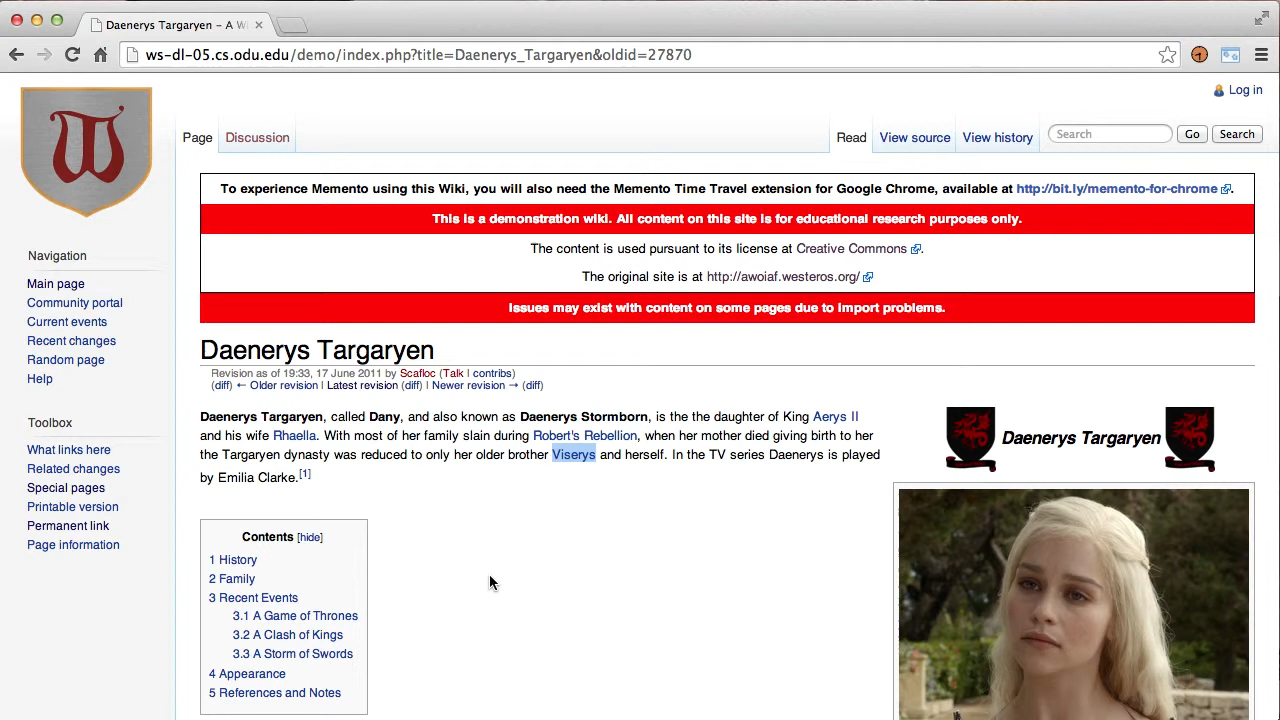 Daenerys Targaryen – A W
ws-dl-05.cs.odu.edu/demo/index.php?title=Daenerys_Targaryen&oldid=27870
Log in
Page
Discussion
Read
View source
View history
Search
Go
Search
To experience Memento using this Wiki, you will also need the Memento Time Travel extension for Google Chrome, available at http://bit.ly/memento-for-chrome .
This is a demonstration wiki. All content on this site is for educational research purposes only.
The content is used pursuant to its license at Creative Commons .
The original site is at http://awoiaf.westeros.org/
Issues may exist with content on some pages due to import problems.
Navigation
Main page
Community portal
Current events
Recent changes
Random page
Help
Toolbox
What links here
Related changes
Special pages
Printable version
Permanent link
Page information
Daenerys Targaryen
Revision as of 19:33, 17 June 2011 by Scafloc (Talk | contribs)
(diff) ← Older revision | Latest revision (diff) | Newer revision → (diff)
Daenerys Targaryen, called Dany, and also known as Daenerys Stormborn, is the the daughter of King Aerys II
and his wife Rhaella. With most of her family slain during Robert's Rebellion, when her mother died giving birth to her
the Targaryen dynasty was reduced to only her older brother Viserys and herself. In the TV series Daenerys is played
by Emilia Clarke.[1]
Daenerys Targaryen
Contents [hide]
1 History
2 Family
3 Recent Events
3.1 A Game of Thrones
3.2 A Clash of Kings
3.3 A Storm of Swords
4 Appearance
5 References and Notes